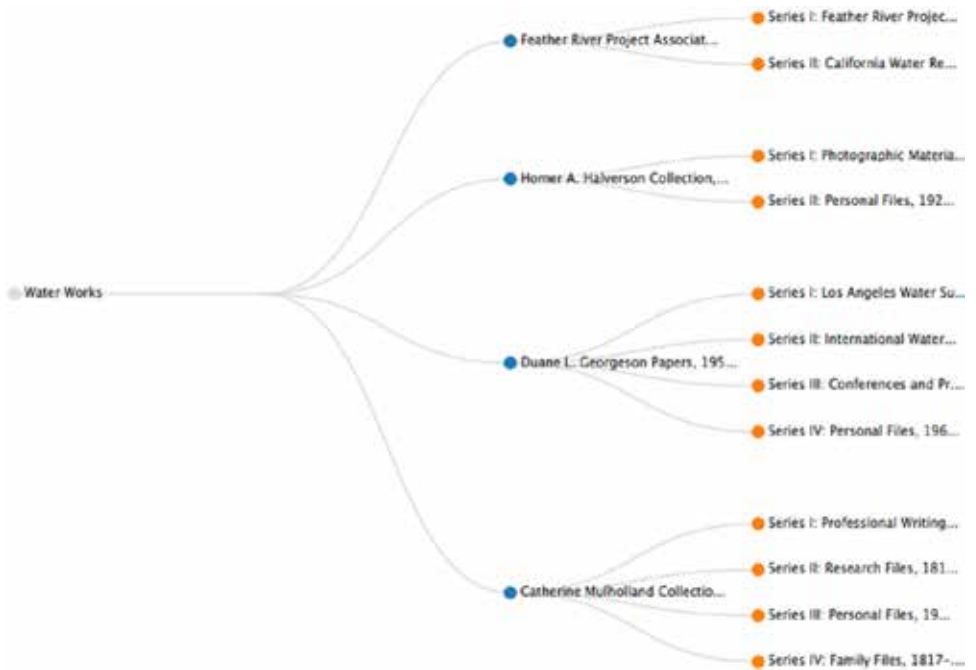 Water Works
Feather River Project Associat...
Series I: Feather River Projec...
Series II: California Water Re...
Homer A. Halverson Collection,...
Series I: Photographic Materia...
Series II: Personal Files, 192...
Duane L. Georgeson Papers, 195...
Series I: Los Angeles Water Su...
Series II: International Water...
Series III: Conferences and Pr...
Series IV: Personal Files, 196...
Catherine Mulholland Collectio...
Series I: Professional Writing...
Series II: Research Files, 181...
Series III: Personal Files, 19...
Series IV: Family Files, 1817-...